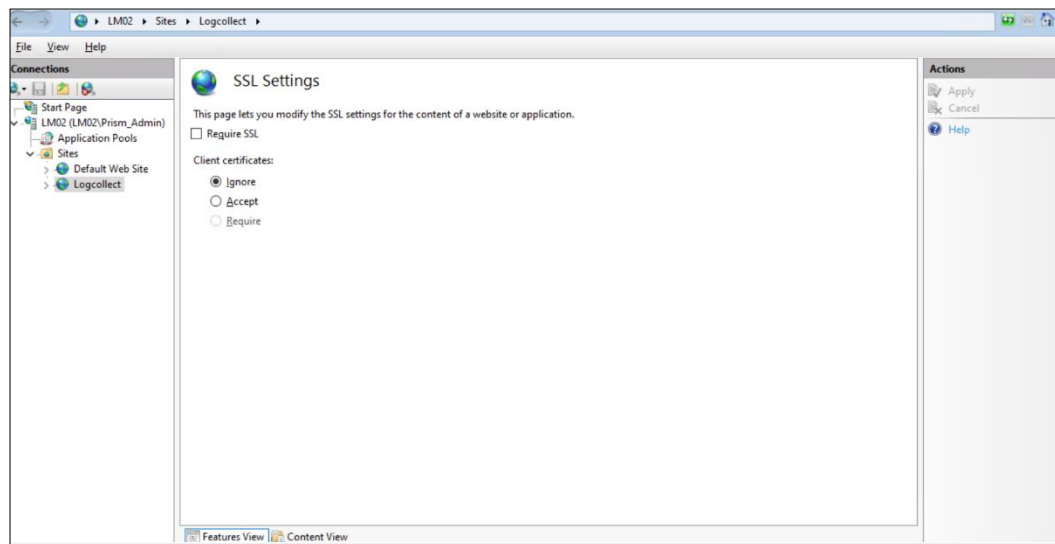 LM02 Sites Logcollect
File View Help
Connections
Start Page
LM02 (LM02\Prism_Admin)
Application Pools
Sites
Default Web Site
Logcollect
SSL Settings
This page lets you modify the SSL settings for the content of a website or application.
Require SSL
Client certificates:
Ignore
Accept
Require
Features View Content View
Actions
Apply
Cancel
Help